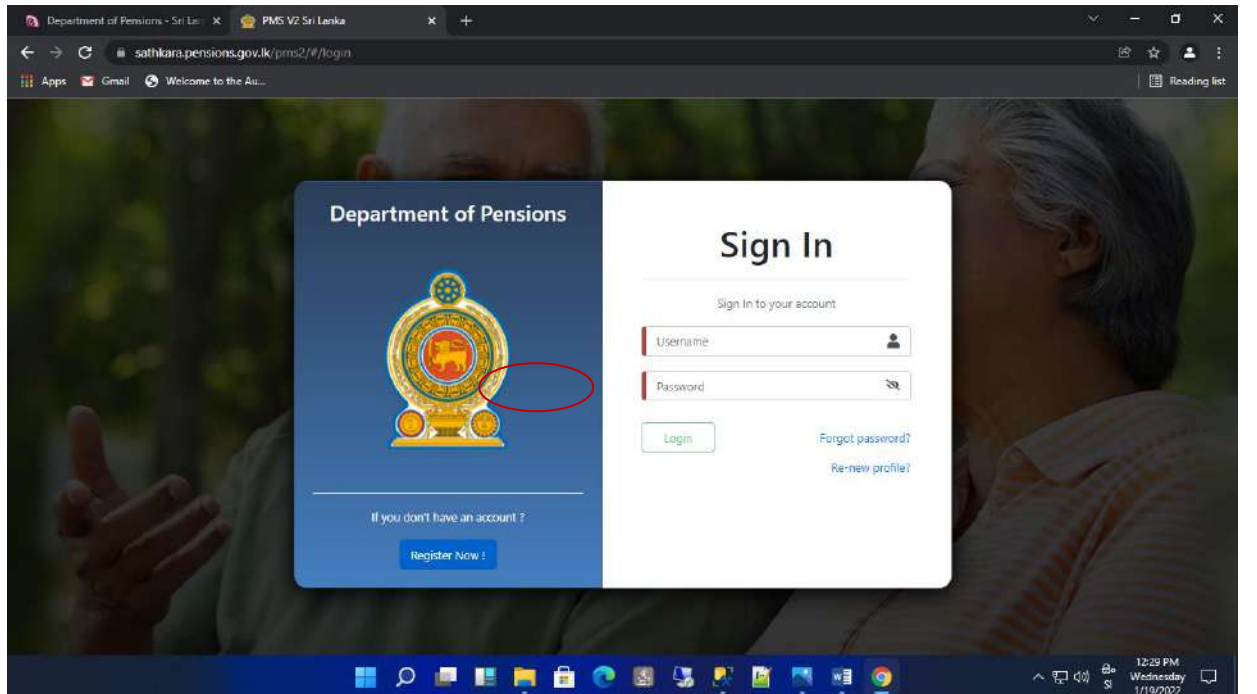 Department of Pensions - Sri Lan
PMS V2 Sri Lanka
sathkara.pensions.gov.lk/pms2/#/login
Apps
Gmail
Welcome to the Au...
Reading list
Department of Pensions
If you don't have an account ?
Register Now !
Sign In
Sign In to your account
Username
Password
Login
Forgot password?
Re-new profile?
SI
12:29 PM
Wednesday
1/19/2022